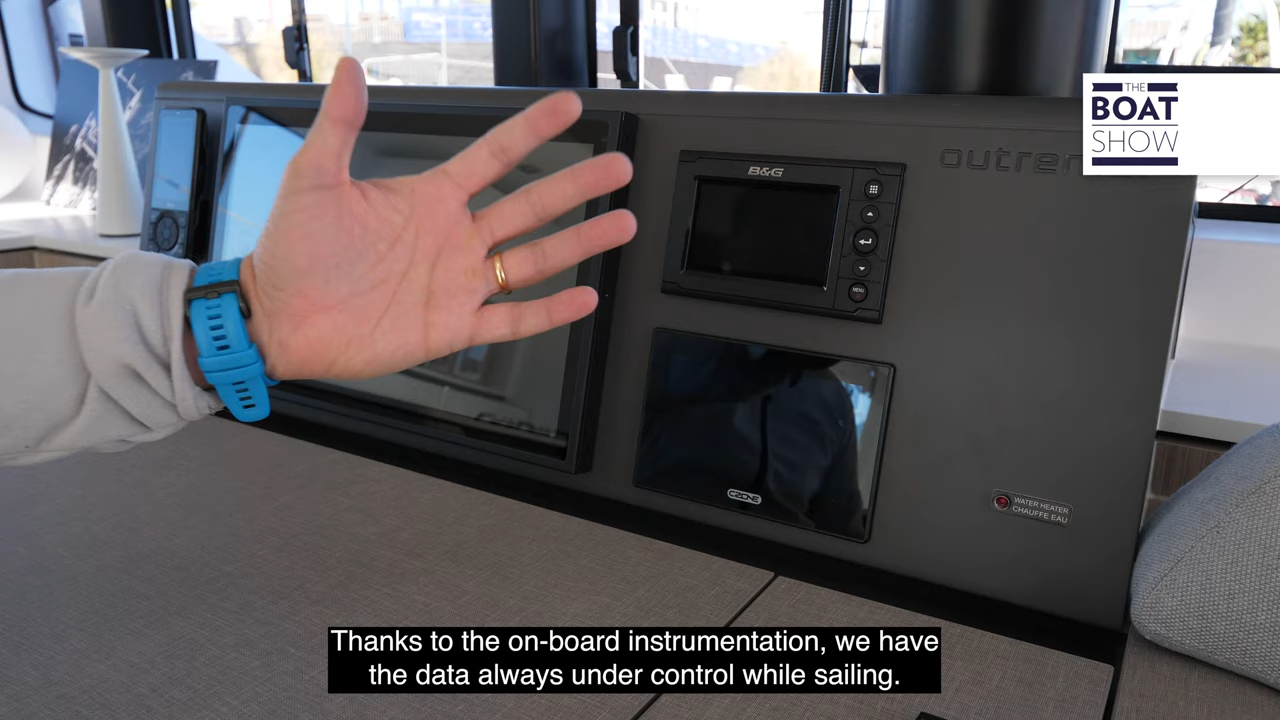 THE
BOAT
SHOW
B&G
MENU
CZONE
WATER HEATER
CHAUFFE EAU
Thanks to the on-board instrumentation, we have
the data always under control while sailing.